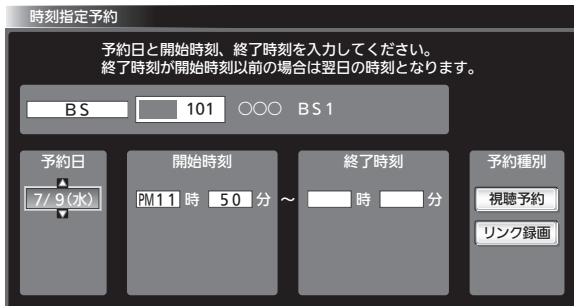 時刻指定予約
予約日と開始時刻、終了時刻を入力してください。
終了時刻が開始時刻以前の場合は翌日の時刻となります。
BS 101 ○○○ BS1
予約日 開始時刻 終了時刻 予約種別
7/ 9(水) PM11 時 50 分 ～ 時 分 視聴予約
リンク録画